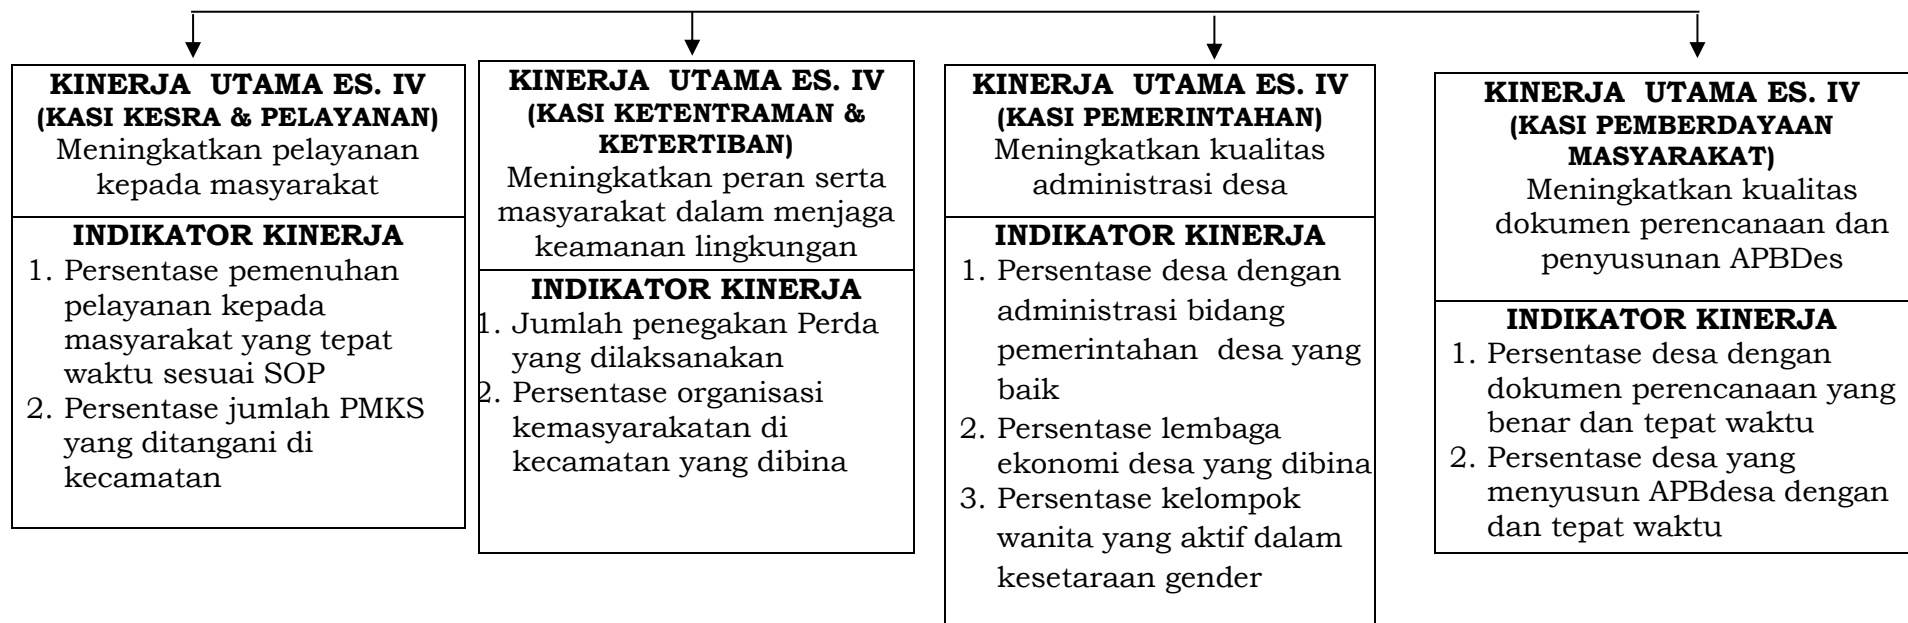 KINERJA  UTAMA ES. IV
(KASI KESRA & PELAYANAN)
Meningkatkan pelayanan
kepada masyarakat
INDIKATOR KINERJA
1. Persentase pemenuhan
pelayanan kepada
masyarakat yang tepat
waktu sesuai SOP
2. Persentase jumlah PMKS
yang ditangani di
kecamatan
KINERJA  UTAMA ES. IV
(KASI KETENTRAMAN &
KETERTIBAN)
Meningkatkan peran serta
masyarakat dalam menjaga
keamanan lingkungan
INDIKATOR KINERJA
1. Jumlah penegakan Perda
yang dilaksanakan
2. Persentase organisasi
kemasyarakatan di
kecamatan yang dibina
KINERJA  UTAMA ES. IV
(KASI PEMERINTAHAN)
Meningkatkan kualitas
administrasi desa
INDIKATOR KINERJA
1. Persentase desa dengan
administrasi bidang
pemerintahan  desa yang
baik
2. Persentase lembaga
ekonomi desa yang dibina
3. Persentase kelompok
wanita yang aktif dalam
kesetaraan gender
KINERJA  UTAMA ES. IV
(KASI PEMBERDAYAAN
MASYARAKAT)
Meningkatkan kualitas
dokumen perencanaan dan
penyusunan APBDes
INDIKATOR KINERJA
1. Persentase desa dengan
dokumen perencanaan yang
benar dan tepat waktu
2. Persentase desa yang
menyusun APBdesa dengan
dan tepat waktu